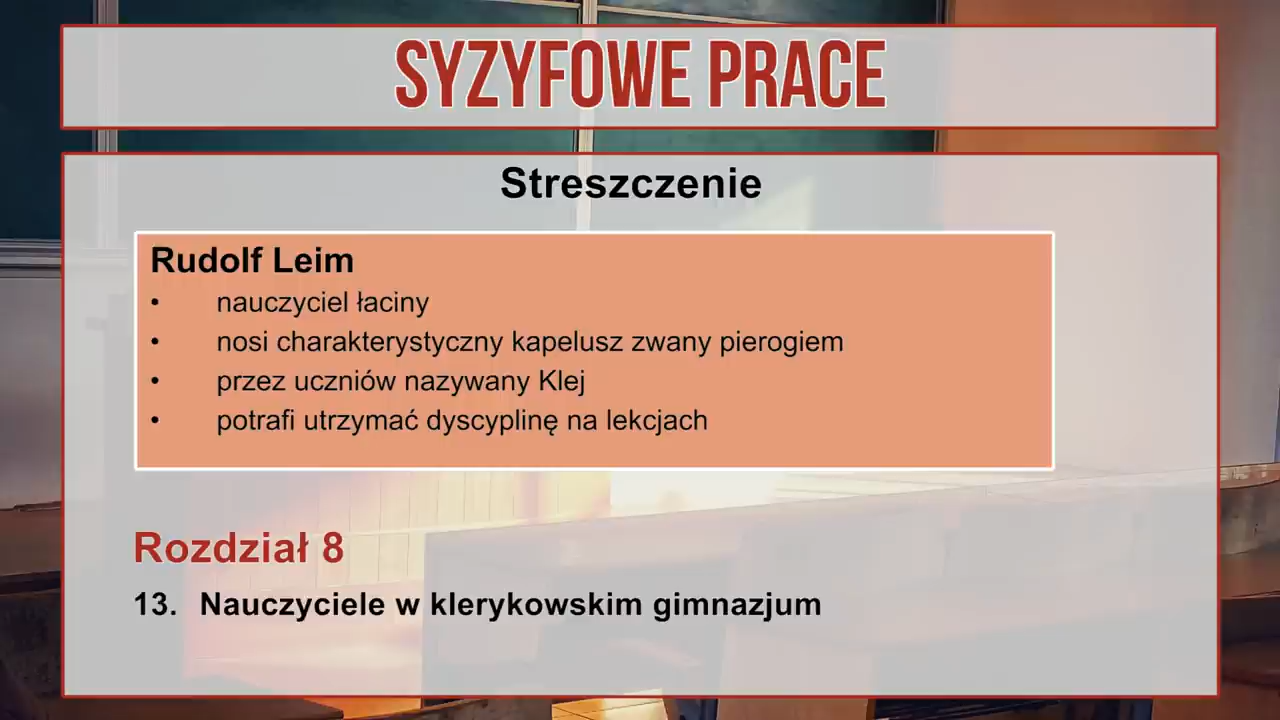 SYZYFOWE PRACE
Streszczenie
Rudolf Leim
• nauczyciel łaciny
• nosi charakterystyczny kapelusz zwany pierogiem
• przez uczniów nazywany Klej
• potrafi utrzymać dyscyplinę na lekcjach
Rozdział 8
13. Nauczyciele w klerykowskim gimnazjum